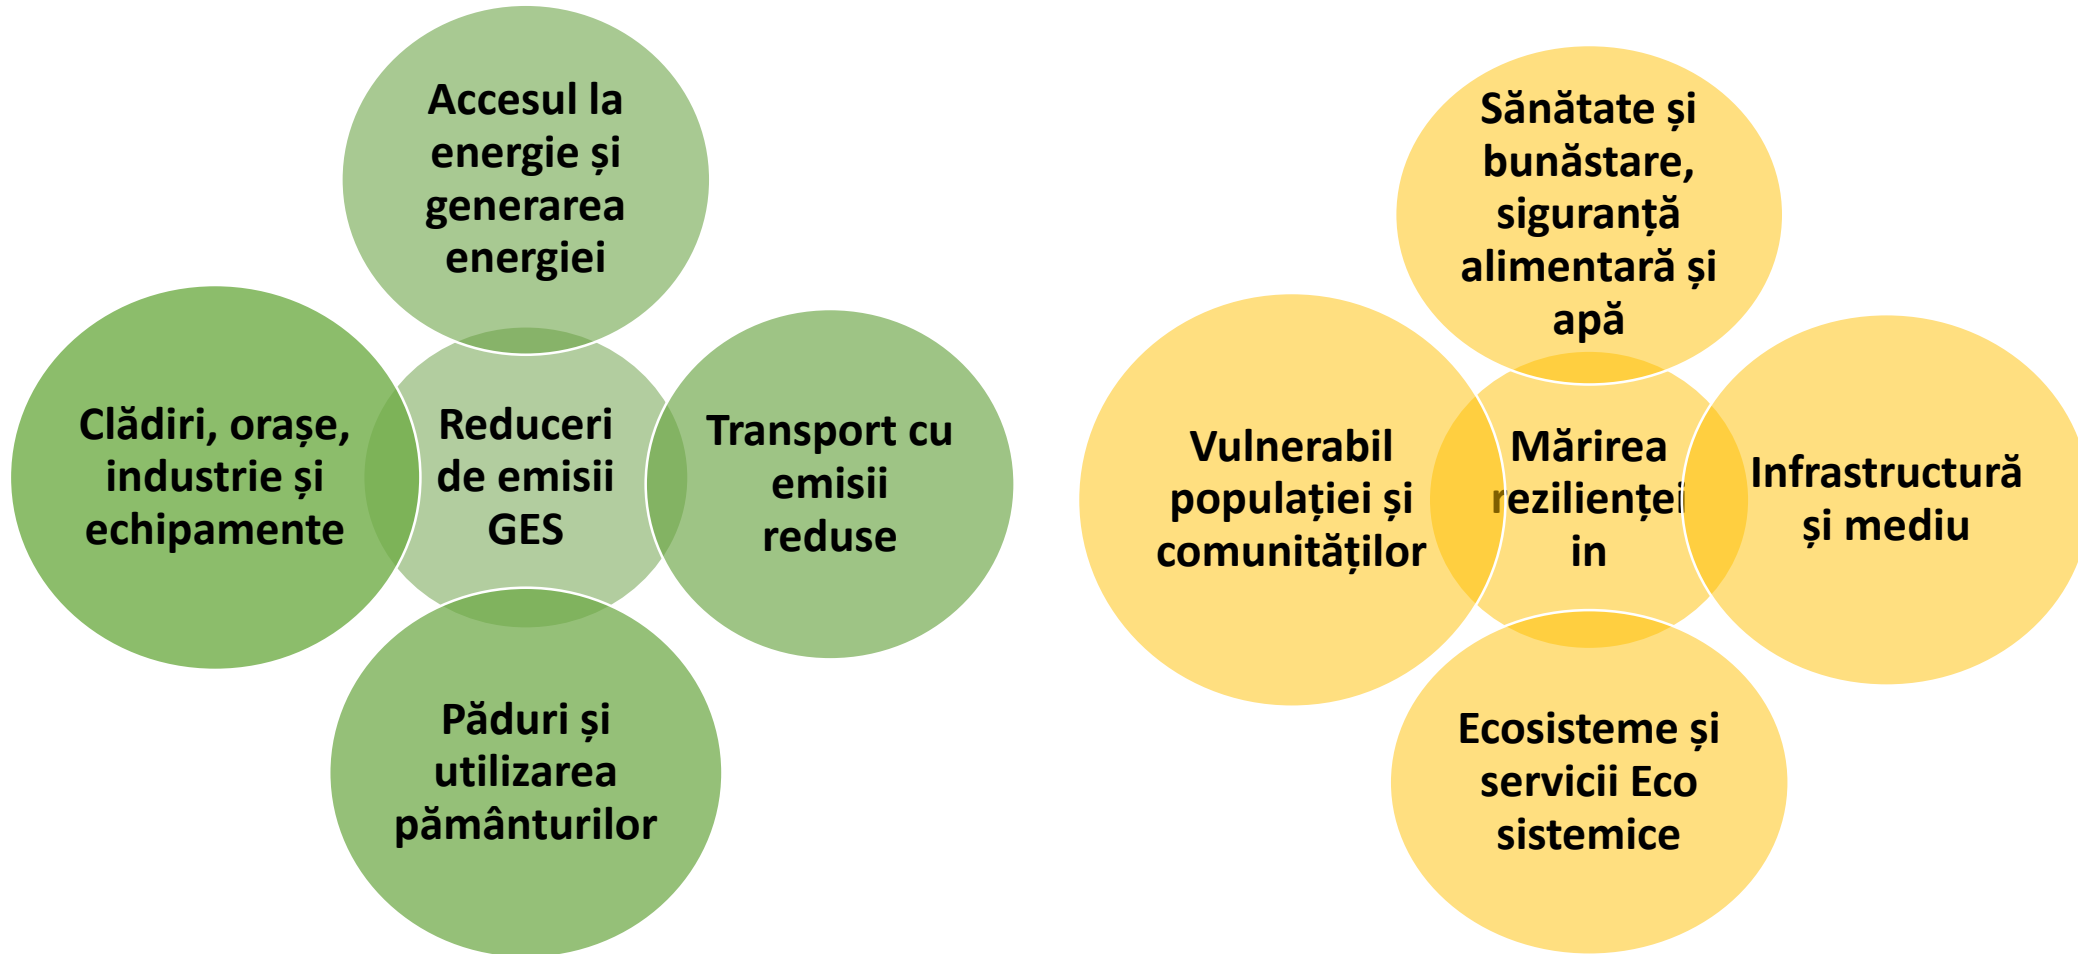 Accesul la
energie și
generarea
energiei
Clădiri, orașe,
industrie și
echipamente
Reduceri
de emisii
GES
Transport cu
emisii
reduse
Păduri și
utilizarea
pământurilor
Sănătate și
bunăstare,
siguranță
alimentară și
apă
Vulnerabil
populației și
comunităților
Mărirea
rezilienței
in
Infrastructură
și mediu
Ecosisteme și
servicii Eco
sistemice